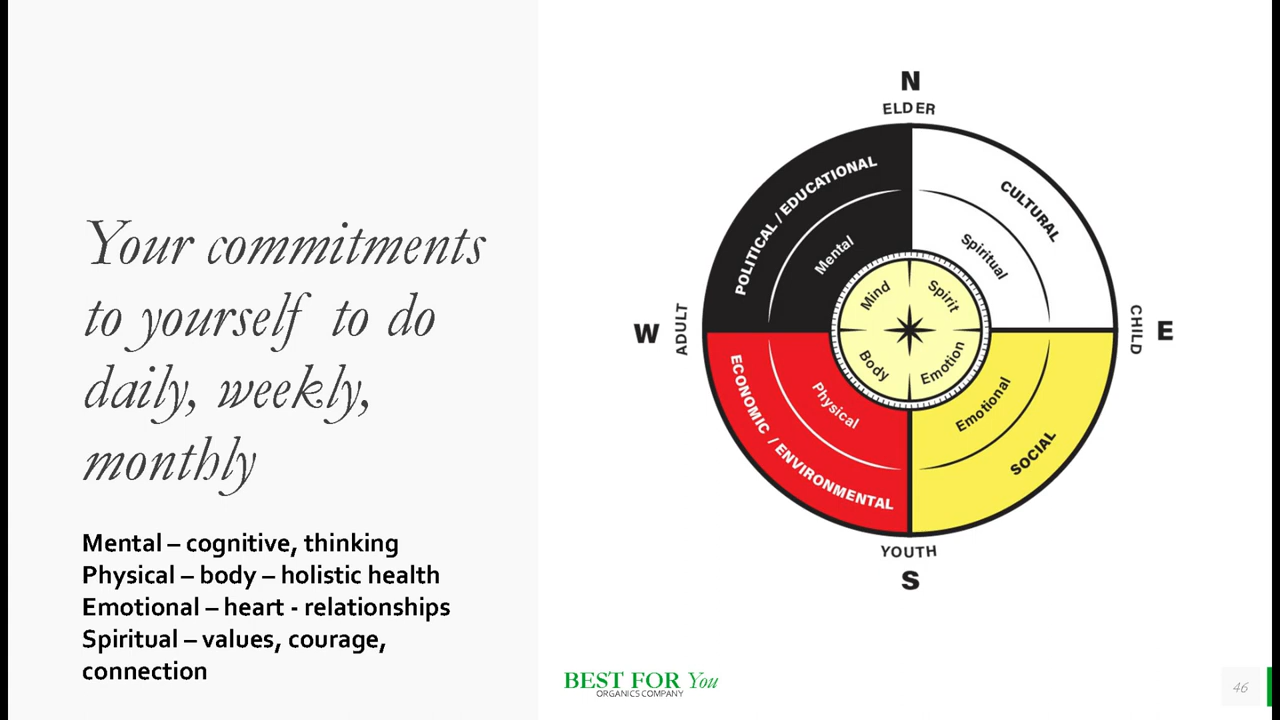 Your commitments
to yourself to do
daily, weekly,
monthly
Mental – cognitive, thinking
Physical – body – holistic health
Emotional – heart - relationships
Spiritual – values, courage,
connection
N
ELDER
POLITICAL / EDUCATIONAL
CULTURAL
Mental
Spiritual
Mind
Spirit
W
ADULT
CHILD
E
Body
Emotion
Physical
Emotional
ECONOMIC / ENVIRONMENTAL
SOCIAL
YOUTH
S
BEST FOR You
ORGANICS COMPANY
46